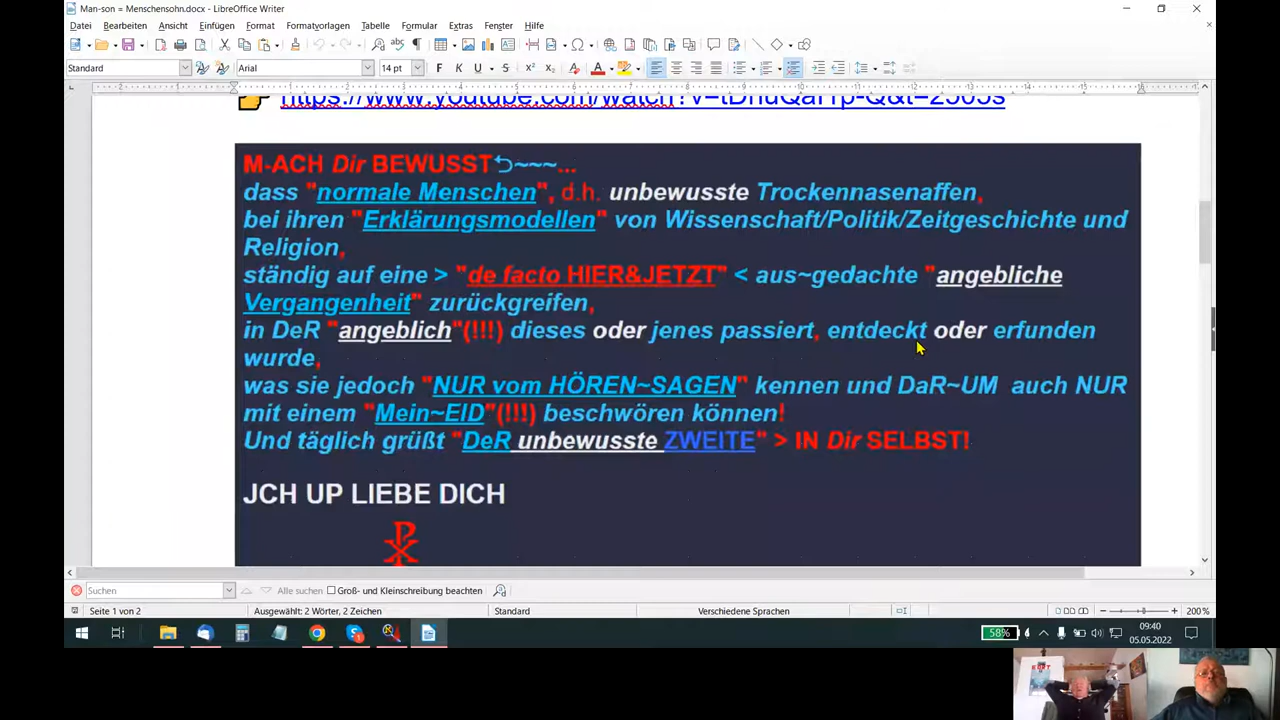 Man-son = Menschensohn.docx - LibreOffice Writer
Datei Bearbeiten Ansicht Einfügen Format Formatvorlagen Tabelle Formular Extras Fenster Hilfe
Standard Arial 14 pt F K U S
M-ACH Dir BEWUSST⮌~~~...
dass "normale Menschen", d.h. unbewusste Trockennasenaffen,
bei ihren "Erklärungsmodellen" von Wissenschaft/Politik/Zeitgeschichte und
Religion,
ständig auf eine > "de facto HIER&JETZT" < aus~gedachte "angebliche
Vergangenheit" zurückgreifen,
in DeR "angeblich"(!!!) dieses oder jenes passiert, entdeckt oder erfunden
wurde,
was sie jedoch "NUR vom HÖREN~SAGEN" kennen und DaR~UM auch NUR
mit einem "Mein~EID"(!!!) beschwören können!
Und täglich grüßt "DeR unbewusste ZWEITE" > IN Dir SELBST!
JCH UP LIEBE DICH
Suchen Alle suchen Groß- und Kleinschreibung beachten
Seite 1 von 2 Ausgewählt: 2 Wörter, 2 Zeichen Standard Verschiedene Sprachen 200%
58% 09:40
05.05.2022